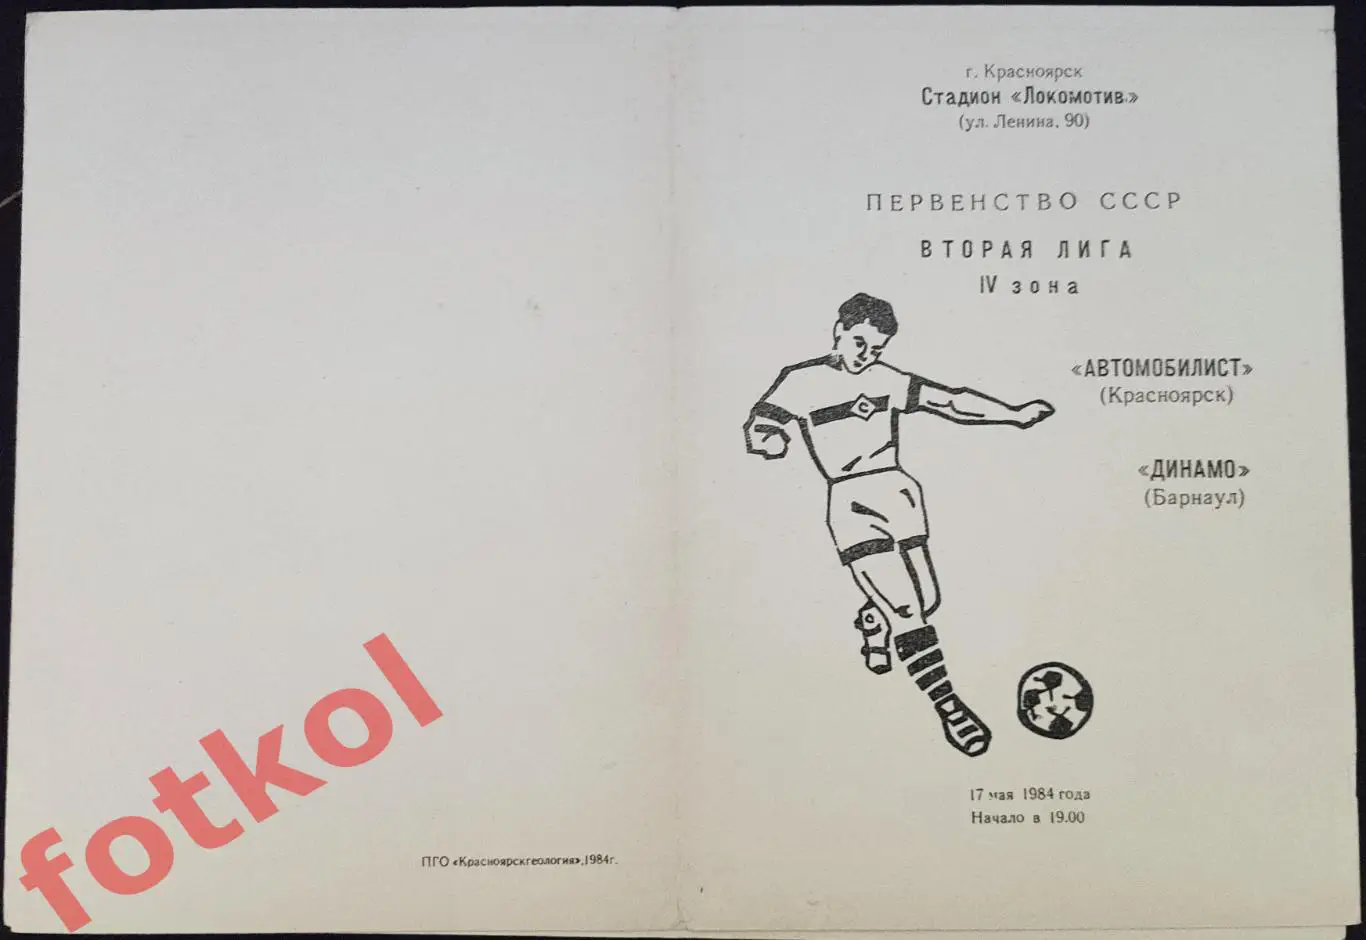 г. Красноярск
Стадион «Локомотив»
(ул. Ленина, 90)
ПЕРВЕНСТВО СССР
ВТОРАЯ ЛИГА
IV зона
«АВТОМОБИЛИСТ»
(Красноярск)
«ДИНАМО»
(Барнаул)
С
17 мая 1984 года
Начало в 19.00
ПГО «Красноярскгеология», 1984г.
fotkol